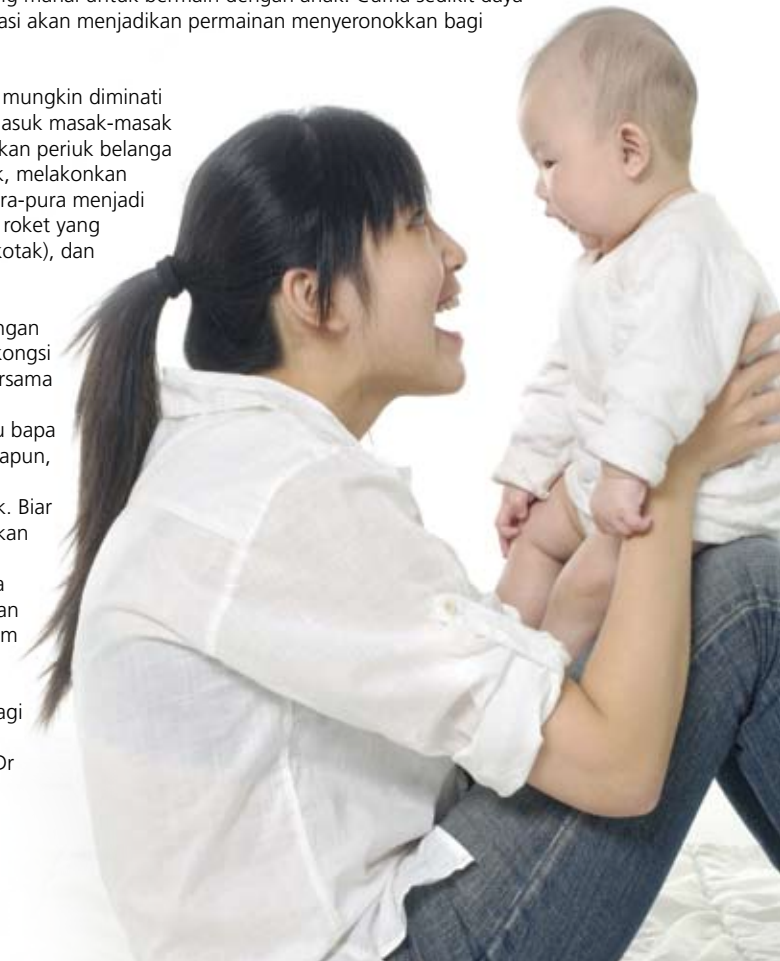 mahal untuk bermain dengan anak. Cuma sedikit daya
asi akan menjadikan permainan menyeronokkan bagi
mungkin diminati
asuk masak-masak
kan periuk belanga
k, melakonkan
ra-pura menjadi
roket yang
kotak), dan
ngan
kongsi
rsama
u bapa
apun,
k. Biar
kan
a
an
m
agi
Dr